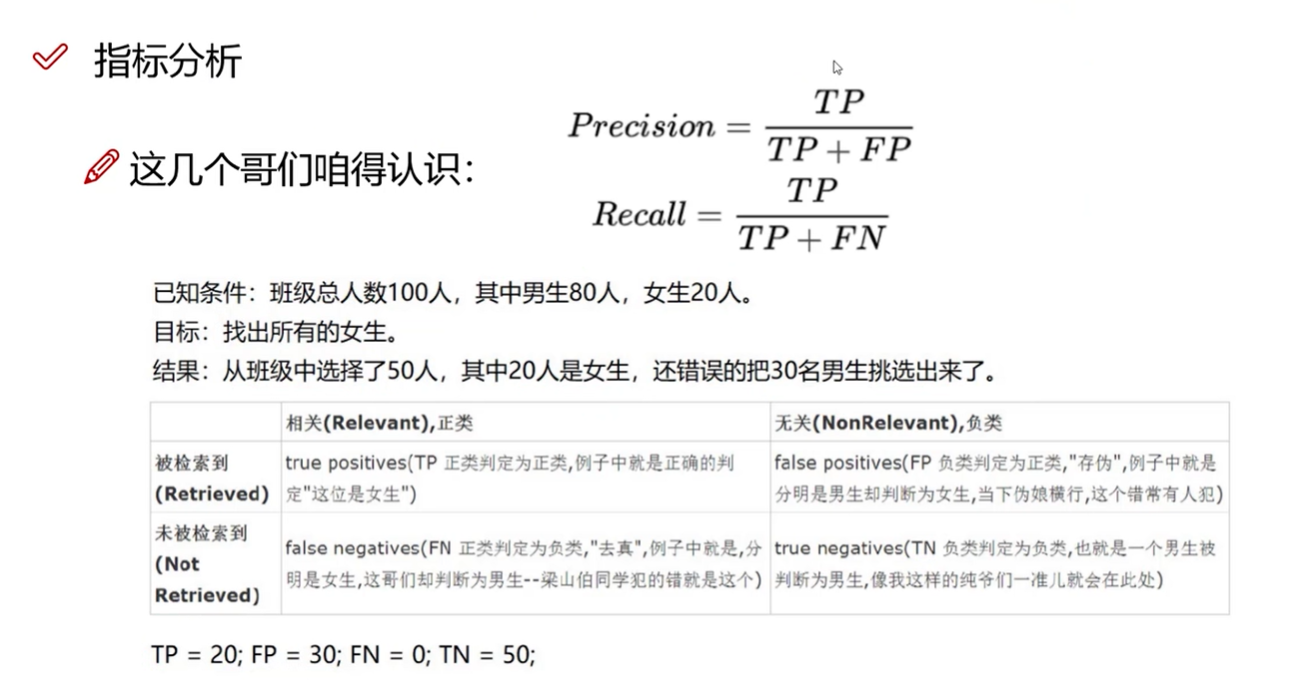 指标分析
Precision = TP / (TP + FP)
这几个哥们咱得认识：
Recall = TP / (TP + FN)
已知条件：班级总人数100人，其中男生80人，女生20人。
目标：找出所有的女生。
结果：从班级中选择了50人，其中20人是女生，还错误的把30名男生挑选出来了。
相关(Relevant),正类
无关(NonRelevant),负类
被检索到
(Retrieved)
true positives(TP 正类判定为正类,例子中就是正确的判
定"这位是女生")
false positives(FP 负类判定为正类,"存伪",例子中就是
分明是男生却判断为女生,当下伪娘横行,这个错常有人犯)
未被检索到
(Not
Retrieved)
false negatives(FN 正类判定为负类,"去真",例子中就是,分
明是女生,这哥们却判断为男生--梁山伯同学犯的错就是这个)
true negatives(TN 负类判定为负类,也就是一个男生被
判断为男生,像我这样的纯爷们一准儿就会在此处)
TP = 20; FP = 30; FN = 0; TN = 50;